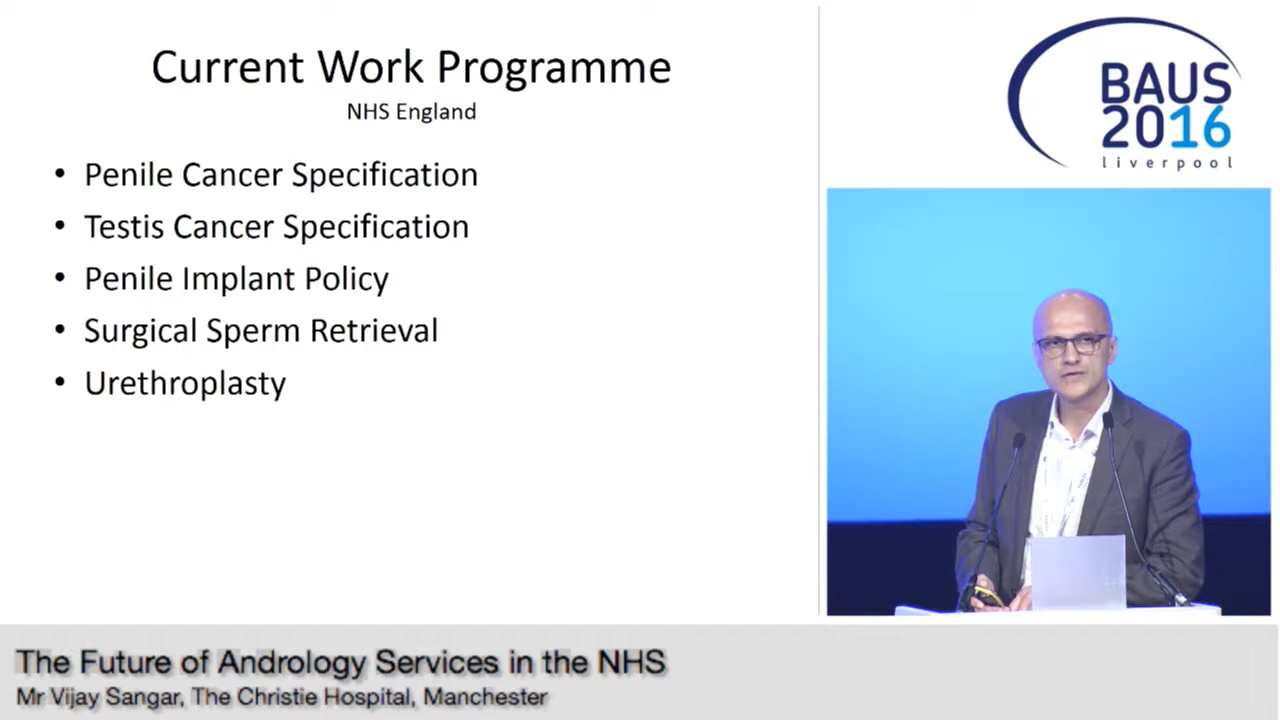 Current Work Programme
NHS England
• Penile Cancer Specification
• Testis Cancer Specification
• Penile Implant Policy
• Surgical Sperm Retrieval
• Urethroplasty
BAUS
2016
liverpool
The Future of Andrology Services in the NHS
Mr Vijay Sangar, The Christie Hospital, Manchester